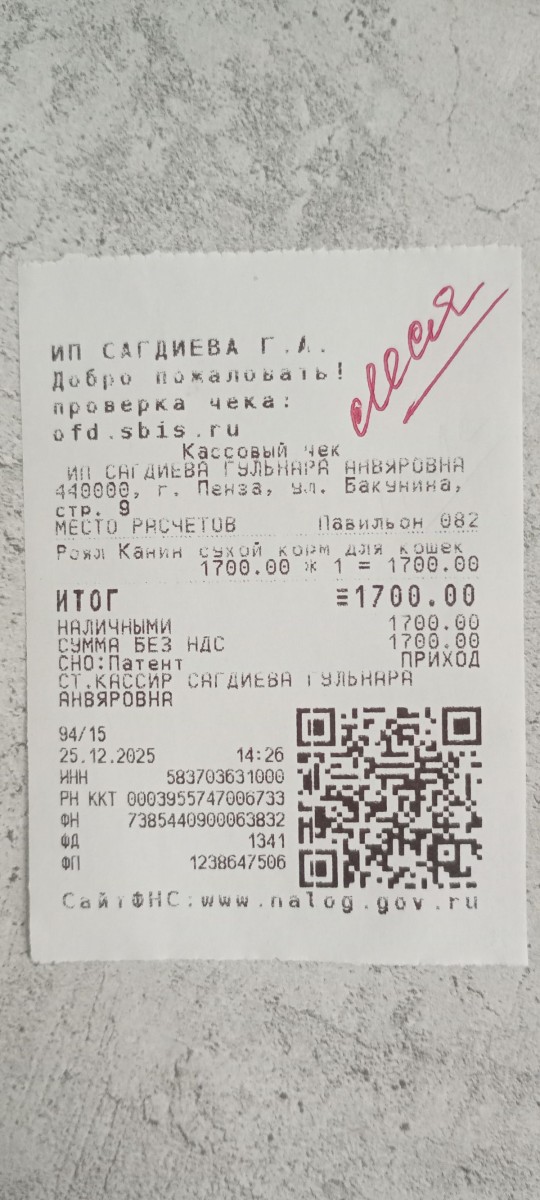 ИП САГДИЕВА Г.А.
Добро пожаловать!
проверка чека:
ofd.sbis.ru
Леся
Кассовый чек
ИП САГДИЕВА ГУЛЬНАРА АНВЯРОВНА
440000, г. Пенза, ул. Бакунина,
стр. 9
МЕСТО РАСЧЕТОВ Павильон 082
Роял Канин сухой корм для кошек
1700.00 * 1 = 1700.00
ИТОГ ≡1700.00
НАЛИЧНЫМИ 1700.00
СУММА БЕЗ НДС 1700.00
СНО:Патент ПРИХОД
СТ.КАССИР САГДИЕВА ГУЛЬНАРА
АНВЯРОВНА
94/15
25.12.2025 14:26
ИНН 583703631000
РН ККТ 0003955747006733
ФН 7385440900063832
ФД 1341
ФП 1238647506
СайтФНС:www.nalog.gov.ru